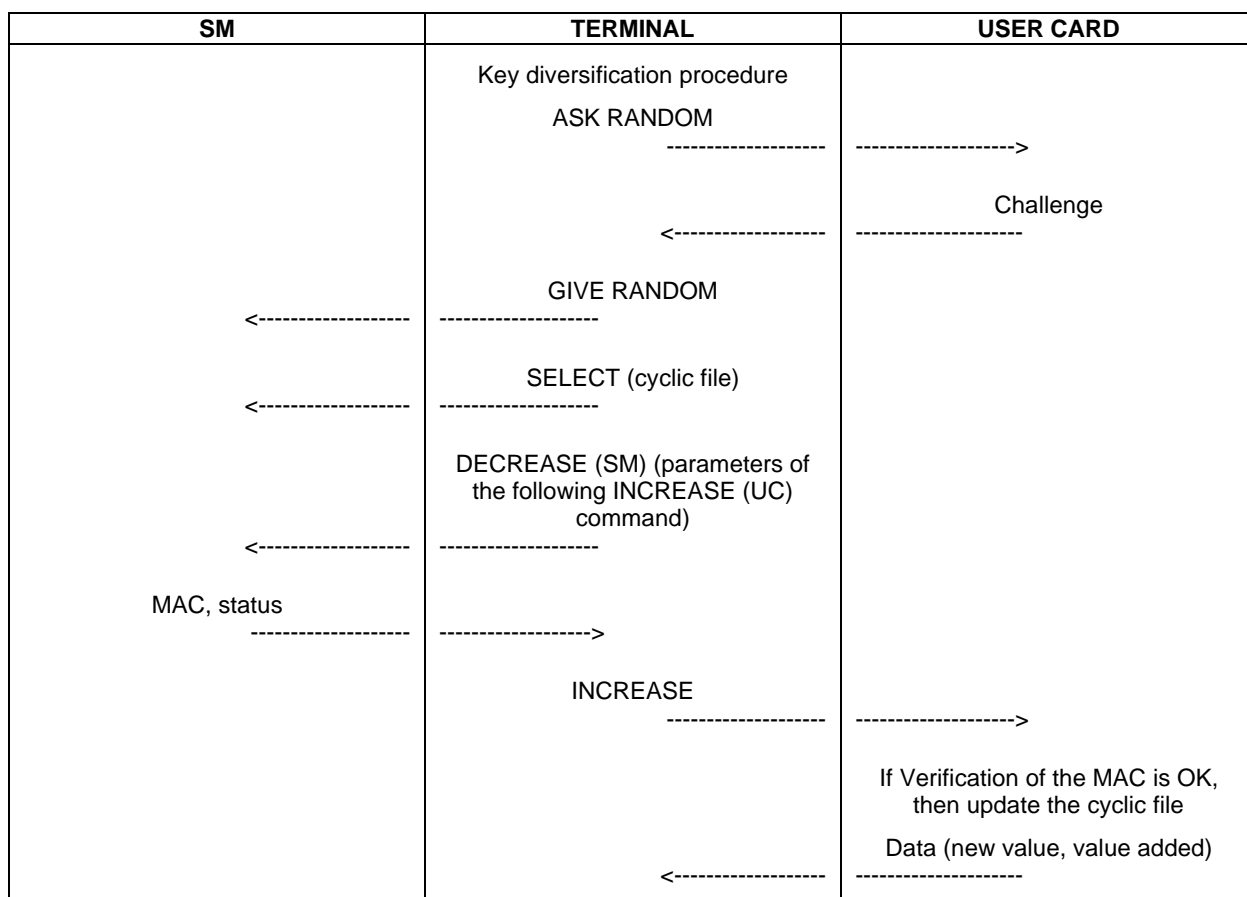 SM TERMINAL USER CARD
Key diversification procedure
ASK RANDOM
-------------------- -------------------->
Challenge
<------------------- ---------------------
GIVE RANDOM
<------------------- --------------------
SELECT (cyclic file)
<------------------- --------------------
DECREASE (SM) (parameters of
the following INCREASE (UC)
command)
<------------------- --------------------
MAC, status
-------------------- ------------------->
INCREASE
-------------------- -------------------->
If Verification of the MAC is OK,
then update the cyclic file
Data (new value, value added)
<------------------- ---------------------